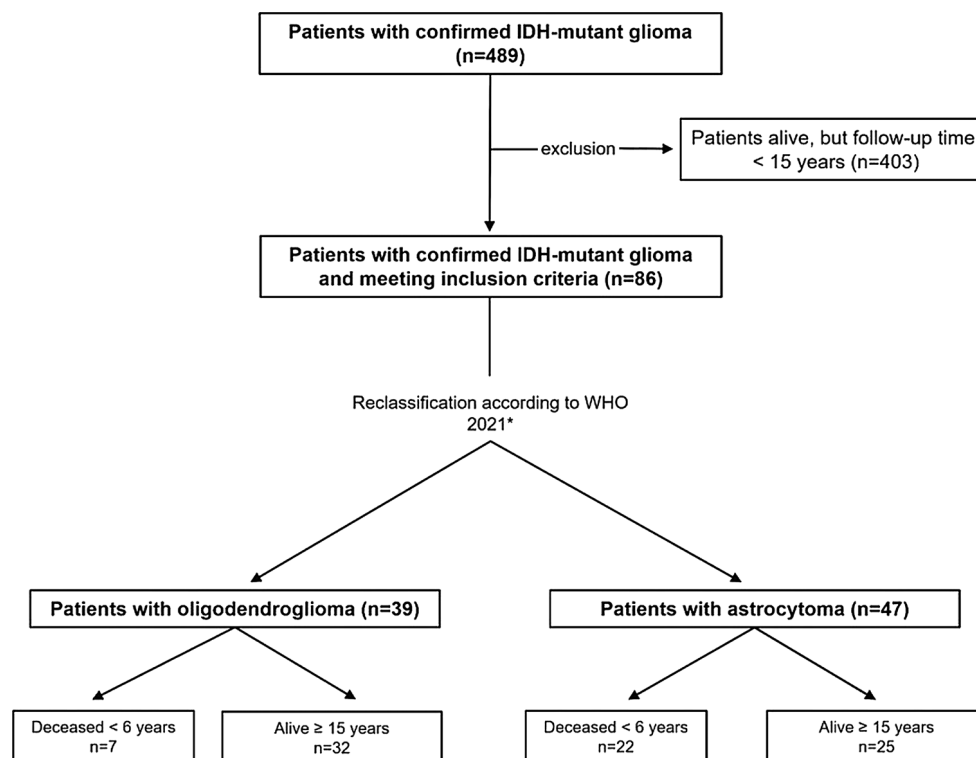 Patients with confirmed IDH-mutant glioma
(n=489)
exclusion
Patients alive, but follow-up time
< 15 years (n=403)
Patients with confirmed IDH-mutant glioma
and meeting inclusion criteria (n=86)
Reclassification according to WHO
2021*
Patients with oligodendroglioma (n=39)
Patients with astrocytoma (n=47)
Deceased < 6 years
n=7
Alive ≥ 15 years
n=32
Deceased < 6 years
n=22
Alive ≥ 15 years
n=25